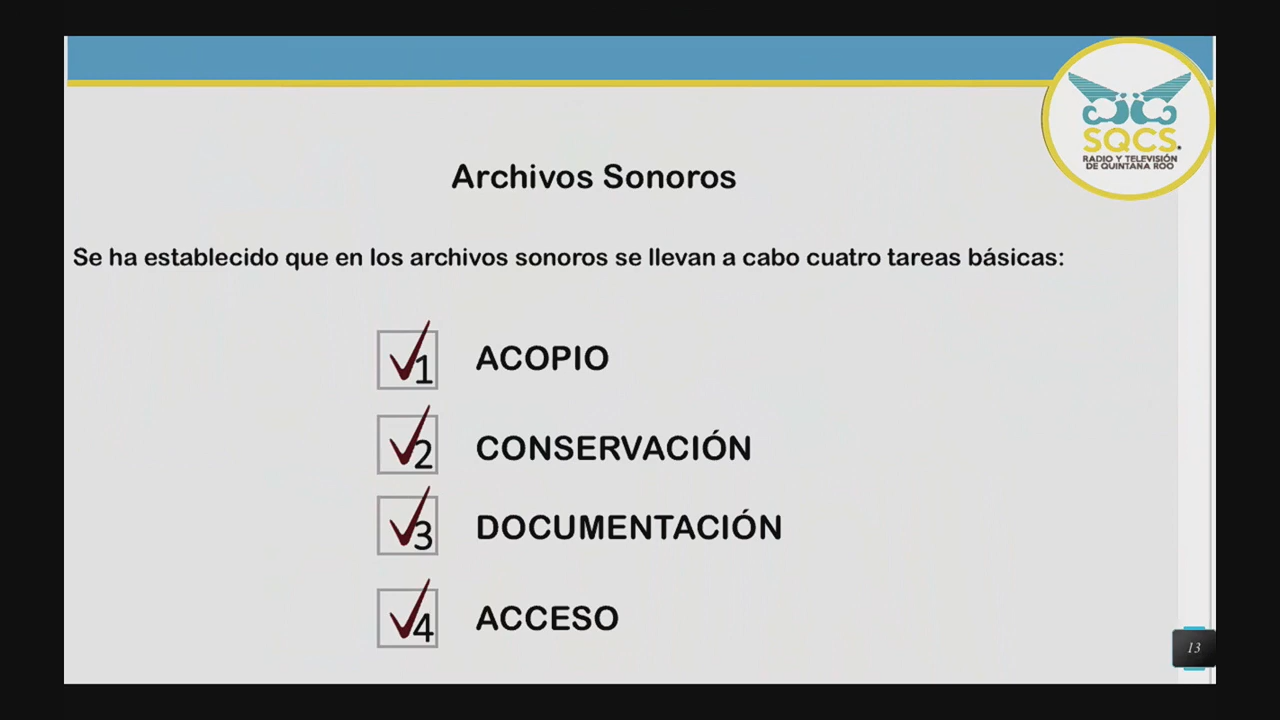 SQCS.
RADIO Y TELEVISIÓN
DE QUINTANA ROO
Archivos Sonoros
Se ha establecido que en los archivos sonoros se llevan a cabo cuatro tareas básicas:
1 ACOPIO
2 CONSERVACIÓN
3 DOCUMENTACIÓN
4 ACCESO
13